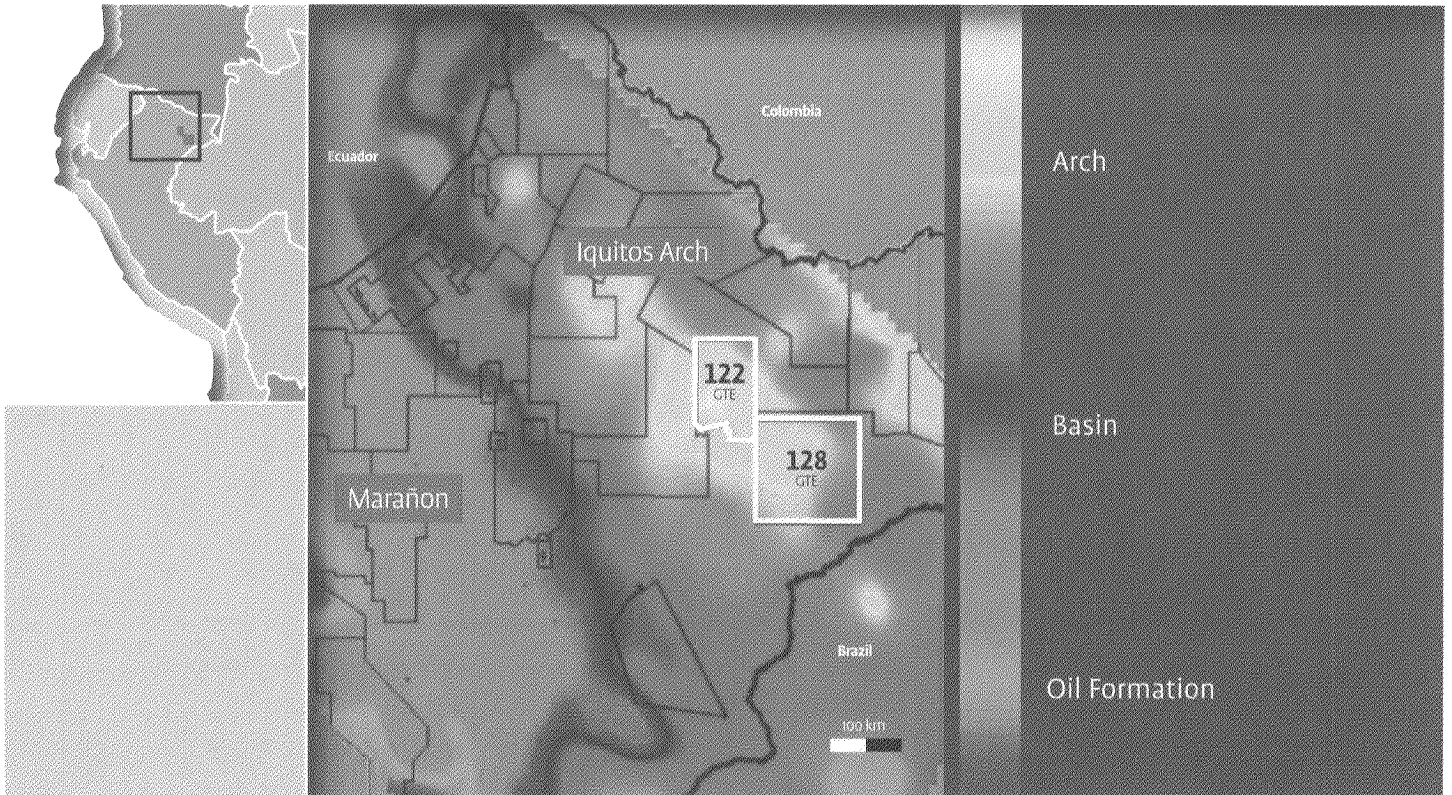 Colombia
Ecuador
Arch
Iquitos Arch
122
GTE
Basin
128
GTE
Marañon
Brazil
Oil Formation
100 km